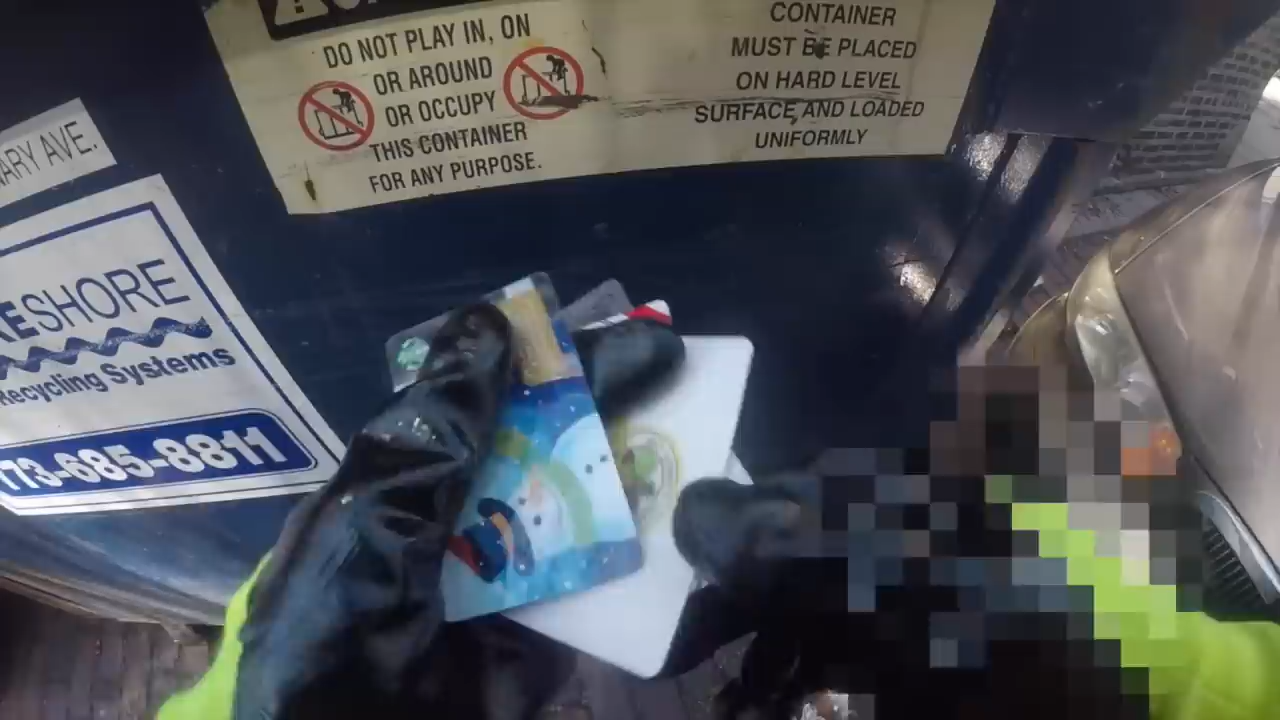 DO NOT PLAY IN, ON
OR AROUND
OR OCCUPY
THIS CONTAINER
FOR ANY PURPOSE.
CONTAINER
MUST BE PLACED
ON HARD LEVEL
SURFACE AND LOADED
UNIFORMLY
ARY AVE.
ESHORE
Recycling Systems
73-685-8811